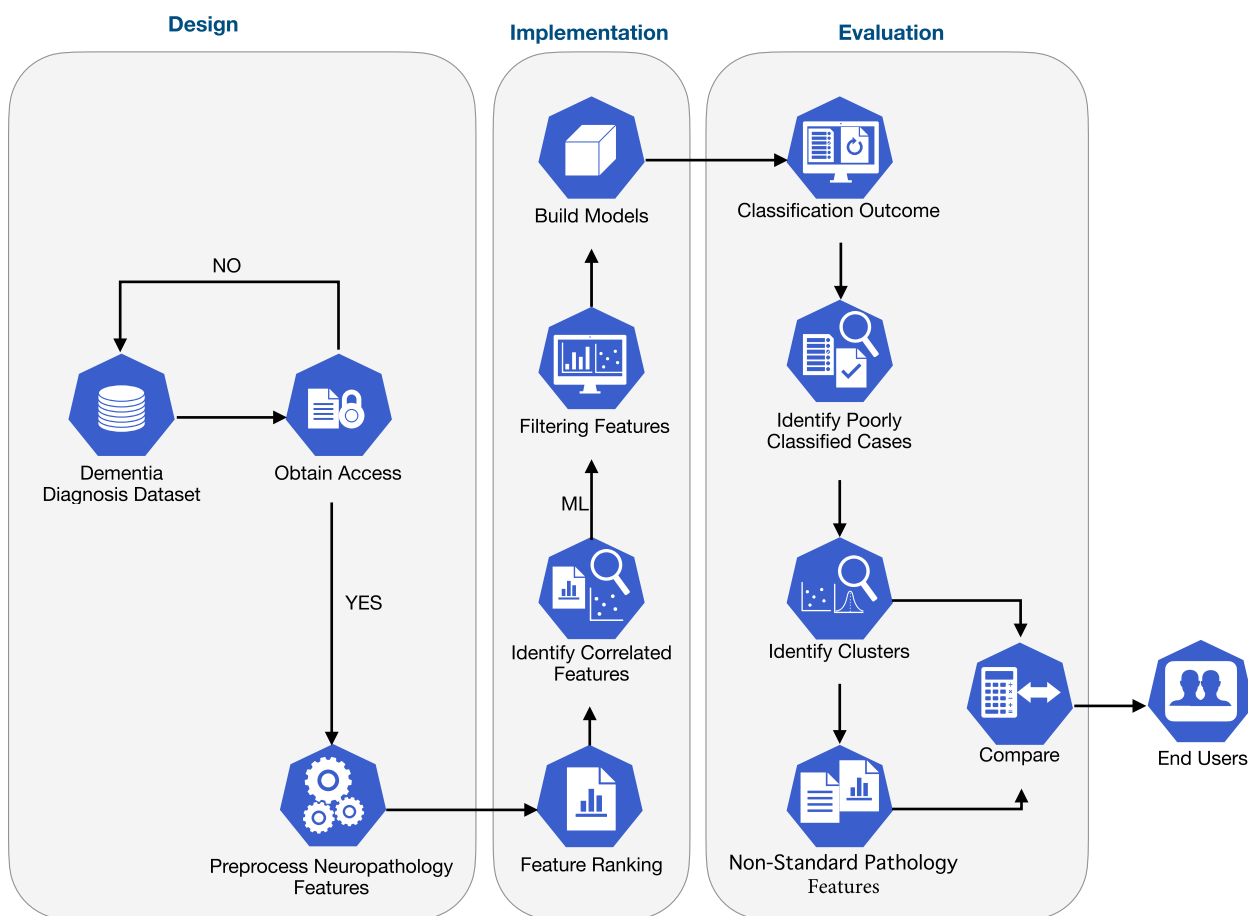 Design
Implementation
Evaluation
NO
Dementia
Diagnosis Dataset
Obtain Access
YES
Preprocess Neuropathology
Features
Build Models
Filtering Features
ML
Identify Correlated
Features
Feature Ranking
Classification Outcome
Identify Poorly
Classified Cases
Identify Clusters
Non-Standard Pathology
Features
Compare
End Users